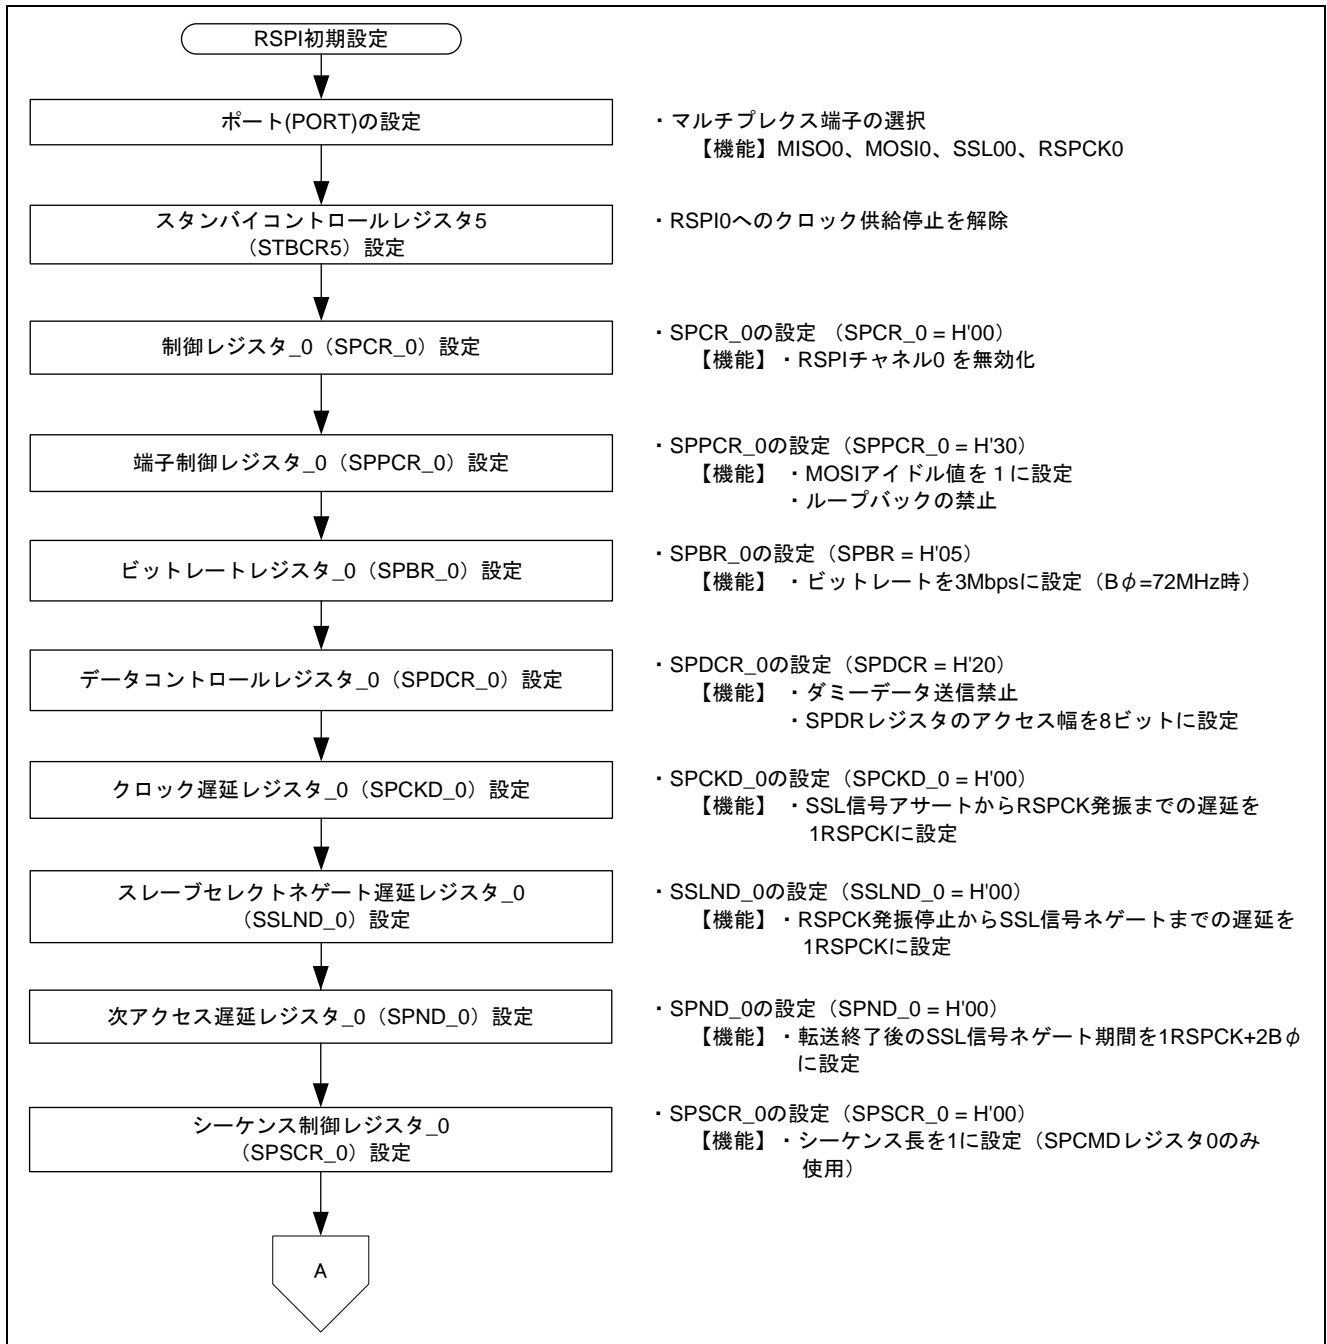 RSPI初期設定
ポート(PORT)の設定
・マルチプレクス端子の選択
【機能】MISO0、MOSI0、SSL00、RSPCK0
スタンバイコントロールレジスタ5
（STBCR5）設定
・RSPI0へのクロック供給停止を解除
制御レジスタ_0（SPCR_0）設定
・SPCR_0の設定 （SPCR_0 = H'00）
【機能】・RSPIチャネル0 を無効化
端子制御レジスタ_0（SPPCR_0）設定
・SPPCR_0の設定（SPPCR_0 = H'30）
【機能】 ・MOSIアイドル値を１に設定
・ループバックの禁止
ビットレートレジスタ_0（SPBR_0）設定
・SPBR_0の設定（SPBR = H'05）
【機能】 ・ビットレートを3Mbpsに設定（Bφ=72MHz時）
データコントロールレジスタ_0（SPDCR_0）設定
・SPDCR_0の設定（SPDCR = H'20）
【機能】 ・ダミーデータ送信禁止
・SPDRレジスタのアクセス幅を8ビットに設定
クロック遅延レジスタ_0（SPCKD_0）設定
・SPCKD_0の設定（SPCKD_0 = H'00）
【機能】 ・SSL信号アサートからRSPCK発振までの遅延を
1RSPCKに設定
スレーブセレクトネゲート遅延レジスタ_0
（SSLND_0）設定
・SSLND_0の設定（SSLND_0 = H'00）
【機能】・RSPCK発振停止からSSL信号ネゲートまでの遅延を
1RSPCKに設定
次アクセス遅延レジスタ_0（SPND_0）設定
・SPND_0の設定（SPND_0 = H'00）
【機能】・転送終了後のSSL信号ネゲート期間を1RSPCK+2Bφ
に設定
シーケンス制御レジスタ_0
（SPSCR_0）設定
・SPSCR_0の設定（SPSCR_0 = H'00）
【機能】・シーケンス長を1に設定（SPCMDレジスタ0のみ
使用）
A